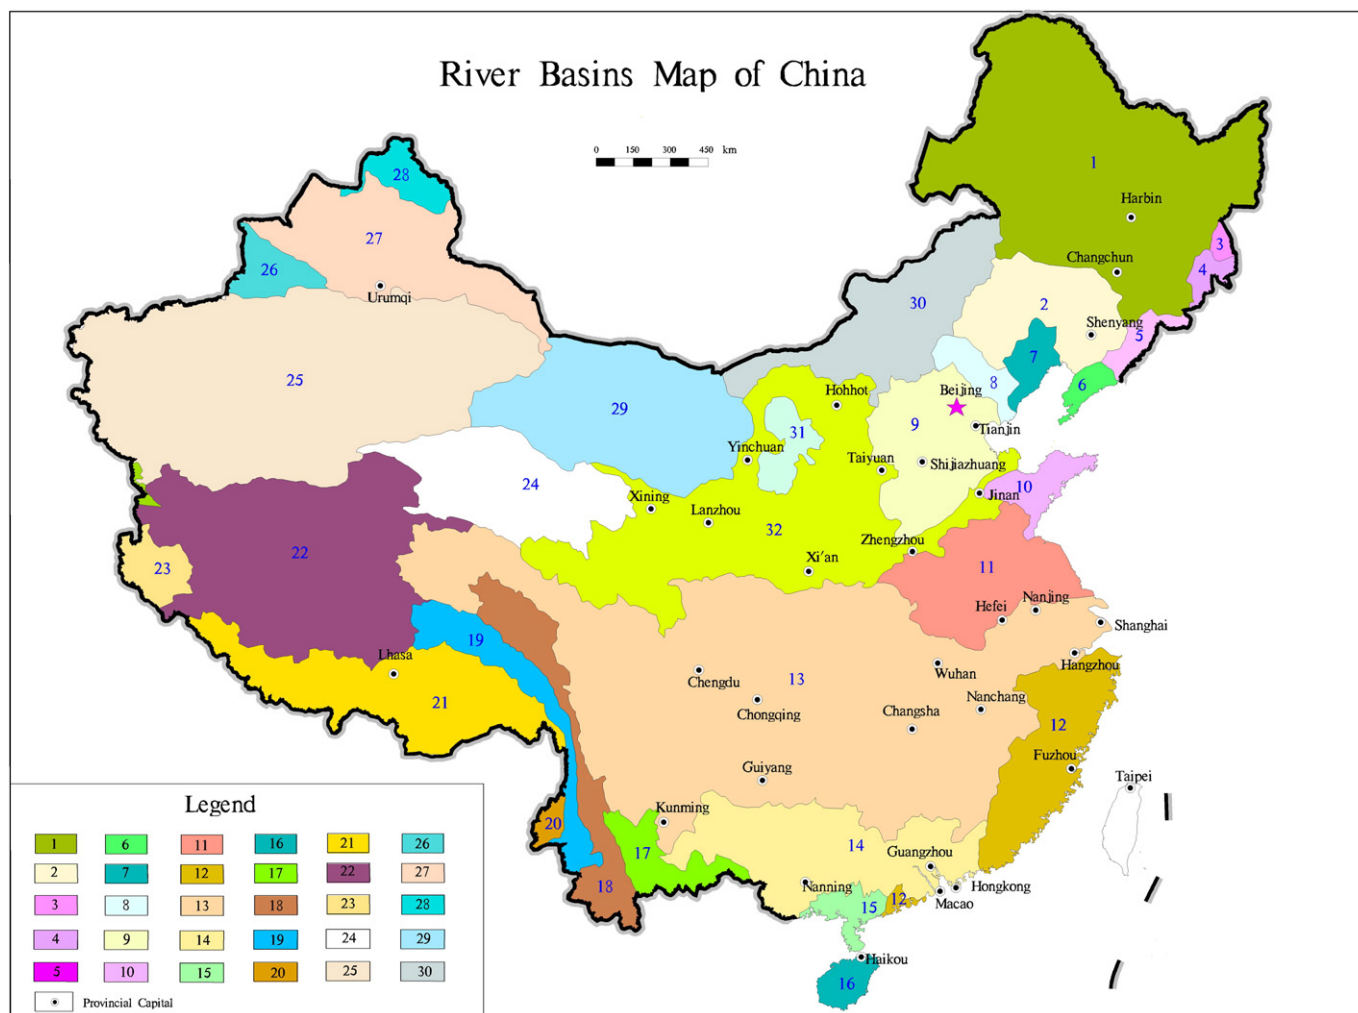 River Basins Map of China
0 150 300 450 km
1
Harbin
28
27
26
Urumqi
3
4
Changchun
30
2
Shenyang
5
7
6
8
25
29
Hohhot
Beijing
31
9
Tianjin
Yinchuan
Taiyuan
Shijiazhuang
24
Xining
Lanzhou
32
Jinan
10
Zhengzhou
22
Xi'an
23
11
Hefei
Nanjing
Shanghai
19
Lhasa
21
Chengdu
13
Wuhan
Hangzhou
Chongqing
Nanchang
Changsha
12
Fuzhou
Guiyang
Taipei
Kunming
20
17
14
Guangzhou
18
Nanning
15
12
Hongkong
Macao
Haikou
16
Legend
1 6 11 16 21 26
2 7 12 17 22 27
3 8 13 18 23 28
4 9 14 19 24 29
5 10 15 20 25 30
Provincial Capital